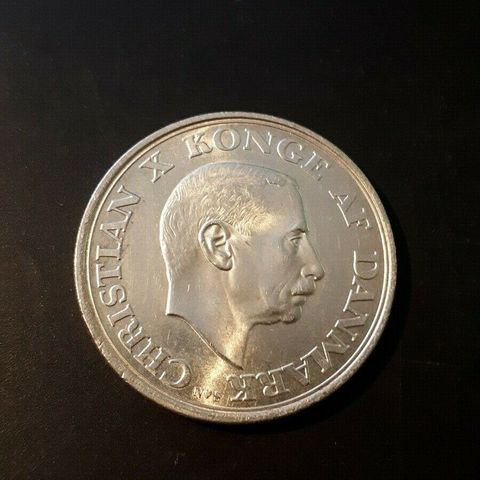 CHRISTIAN X KONGE AF DANMARK